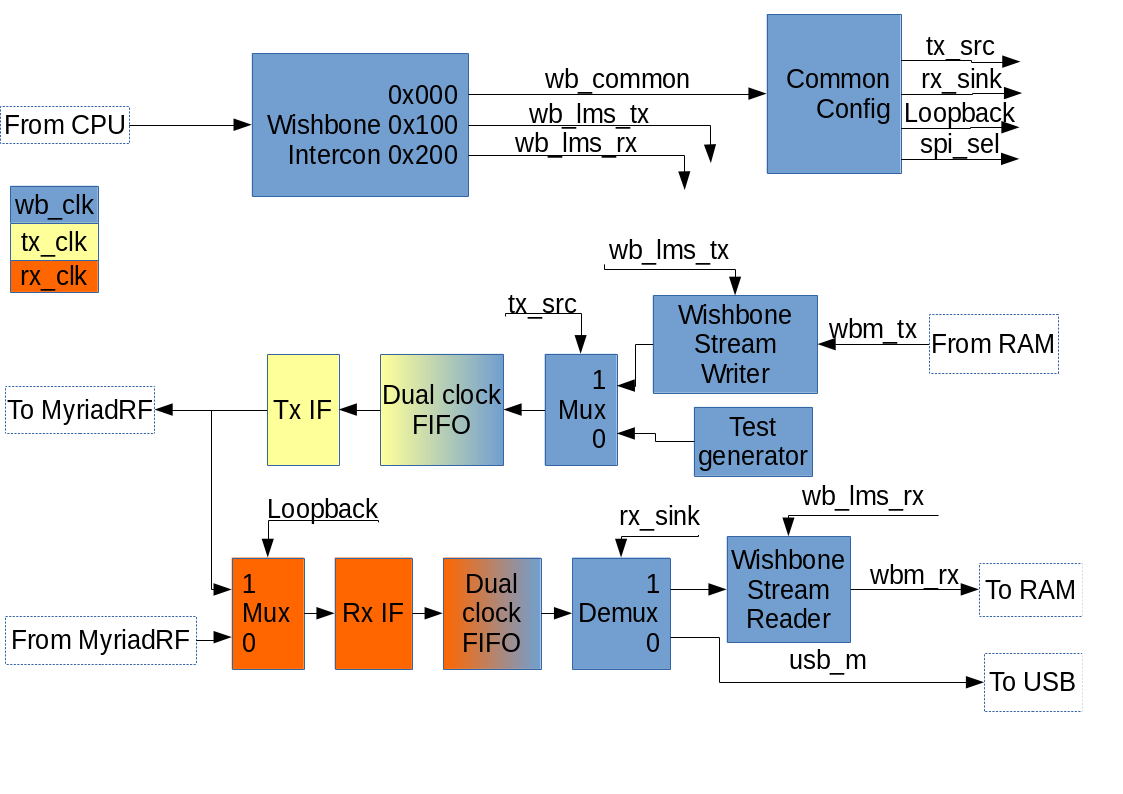 From CPU
0x000
Wishbone 0x100
Intercon 0x200
wb_common
wb_lms_tx
wb_lms_rx
Common
Config
tx_src
rx_sink
Loopback
spi_sel
wb_clk
tx_clk
rx_clk
wb_lms_tx
tx_src
Wishbone
Stream
Writer
wbm_tx
From RAM
To MyriadRF
Tx IF
Dual clock
FIFO
1
Mux
0
Test
generator
Loopback
rx_sink
wb_lms_rx
From MyriadRF
1
Mux
0
Rx IF
Dual
clock
FIFO
1
Demux
0
Wishbone
Stream
Reader
wbm_rx
To RAM
usb_m
To USB